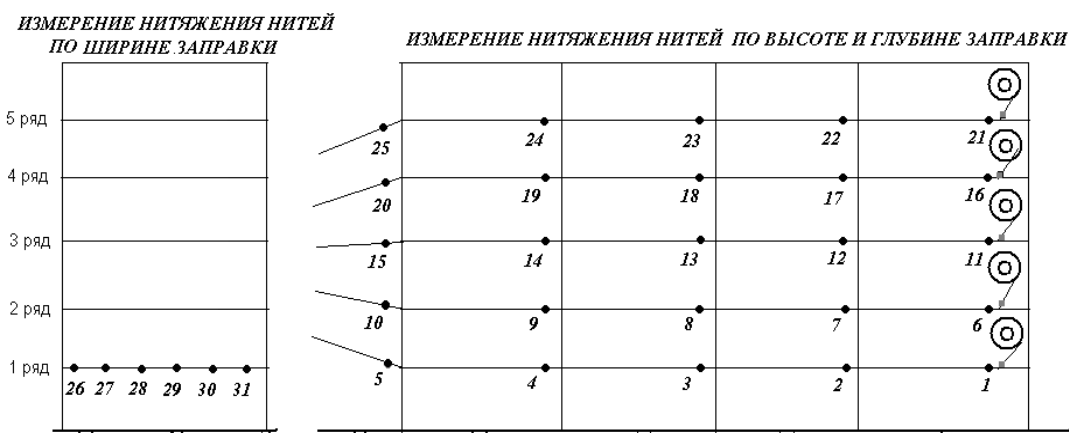 ИЗМЕРЕНИЕ НИТЯЖЕНИЯ НИТЕЙ
ПО ШИРИНЕ ЗАПРАВКИ
ИЗМЕРЕНИЕ НИТЯЖЕНИЯ НИТЕЙ ПО ВЫСОТЕ И ГЛУБИНЕ ЗАПРАВКИ
5 ряд
25 24 23 22 21
4 ряд
20 19 18 17 16
3 ряд
15 14 13 12 11
2 ряд
10 9 8 7 6
1 ряд
26 27 28 29 30 31
5 4 3 2 1